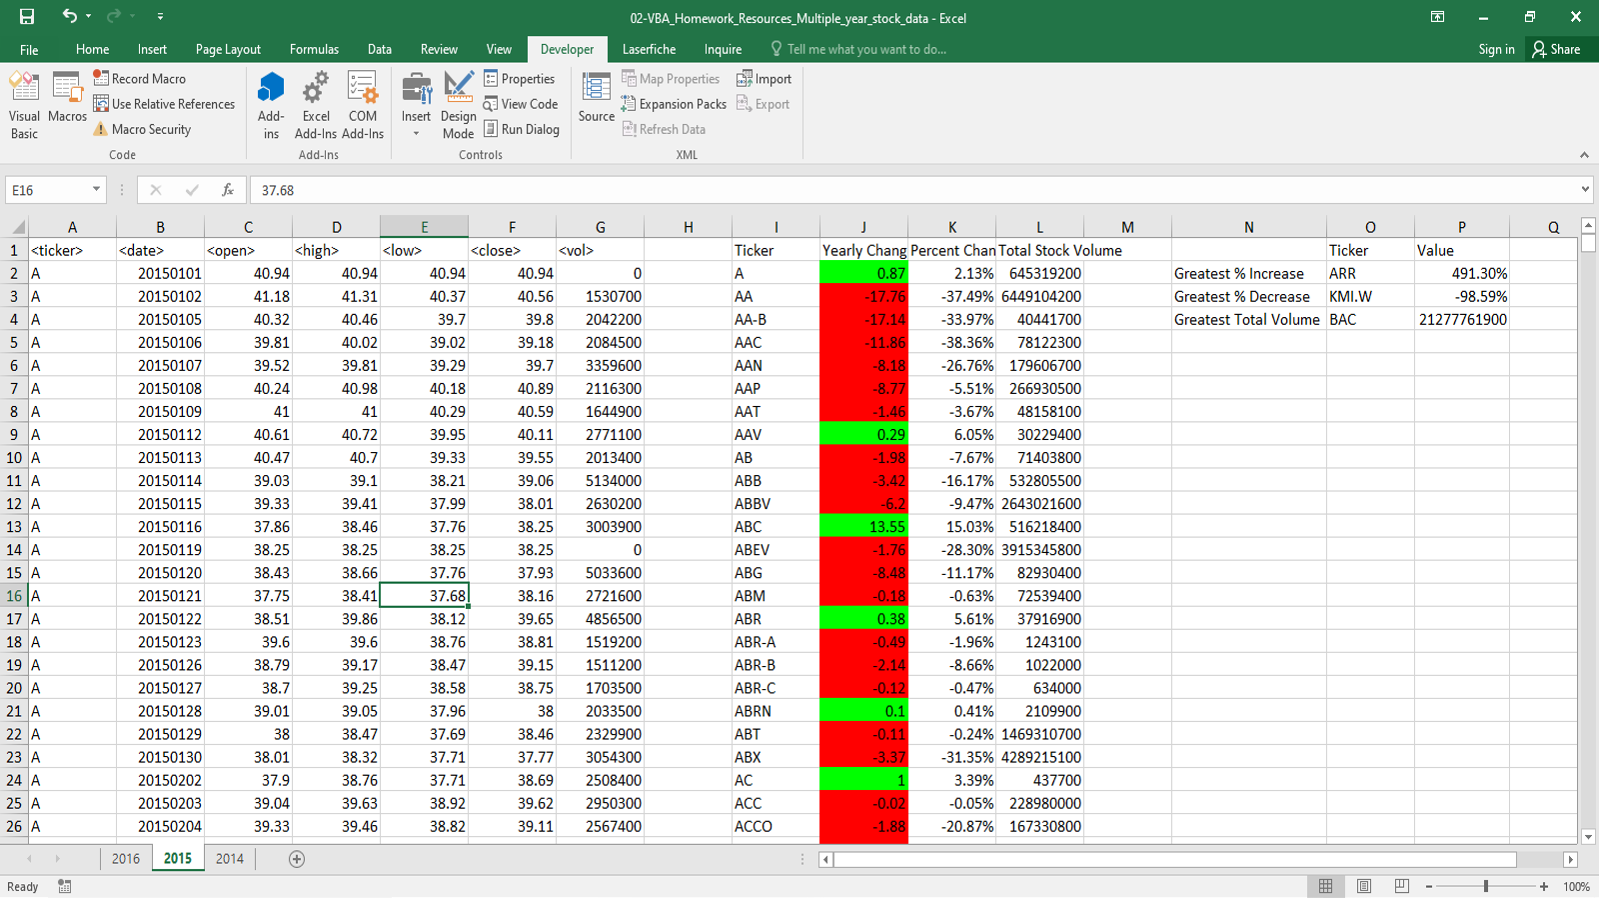 02-VBA_Homework_Resources_Multiple_year_stock_data - Excel
File Home Insert Page Layout Formulas Data Review View Developer Laserfiche Inquire Tell me what you want to do... Sign in Share
Visual Basic
Macros
Record Macro
Use Relative References
Macro Security
Code
Add-ins
Excel Add-Ins
COM Add-Ins
Add-Ins
Insert
Design Mode
Properties
View Code
Run Dialog
Controls
Source
Map Properties
Expansion Packs
Refresh Data
Import
Export
XML
E16 fx 37.68
A B C D E F G H I J K L M N O P Q
1 <ticker> <date> <open> <high> <low> <close> <vol> Ticker Yearly Chang Percent Chan Total Stock Volume Ticker Value
2 A 20150101 40.94 40.94 40.94 40.94 0 A 0.87 2.13% 645319200 Greatest % Increase ARR 491.30%
3 A 20150102 41.18 41.31 40.37 40.56 1530700 AA -17.76 -37.49% 6449104200 Greatest % Decrease KMI.W -98.59%
4 A 20150105 40.32 40.46 39.7 39.8 2042200 AA-B -17.14 -33.97% 40441700 Greatest Total Volume BAC 21277761900
5 A 20150106 39.81 40.02 39.02 39.18 2084500 AAC -11.86 -38.36% 78122300
6 A 20150107 39.52 39.81 39.29 39.7 3359600 AAN -8.18 -26.76% 179606700
7 A 20150108 40.24 40.98 40.18 40.89 2116300 AAP -8.77 -5.51% 266930500
8 A 20150109 41 41 40.29 40.59 1644900 AAT -1.46 -3.67% 48158100
9 A 20150112 40.61 40.72 39.95 40.11 2771100 AAV 0.29 6.05% 30229400
10 A 20150113 40.47 40.7 39.33 39.55 2013400 AB -1.98 -7.67% 71403800
11 A 20150114 39.03 39.1 38.21 39.06 5134000 ABB -3.42 -16.17% 532805500
12 A 20150115 39.33 39.41 37.99 38.01 2630200 ABBV -6.2 -9.47% 2643021600
13 A 20150116 37.86 38.46 37.76 38.25 3003900 ABC 13.55 15.03% 516218400
14 A 20150119 38.25 38.25 38.25 38.25 0 ABEV -1.76 -28.30% 3915345800
15 A 20150120 38.43 38.66 37.76 37.93 5033600 ABG -8.48 -11.17% 82930400
16 A 20150121 37.75 38.41 37.68 38.16 2721600 ABM -0.18 -0.63% 72539400
17 A 20150122 38.51 39.86 38.12 39.65 4856500 ABR 0.38 5.61% 37916900
18 A 20150123 39.6 39.6 38.76 38.81 1519200 ABR-A -0.49 -1.96% 1243100
19 A 20150126 38.79 39.17 38.47 39.15 1511200 ABR-B -2.14 -8.66% 1022000
20 A 20150127 38.7 39.25 38.58 38.75 1703500 ABR-C -0.12 -0.47% 634000
21 A 20150128 39.01 39.05 37.96 38 2033500 ABRN 0.1 0.41% 2109900
22 A 20150129 38 38.47 37.69 38.46 2329900 ABT -0.11 -0.24% 1469310700
23 A 20150130 38.01 38.32 37.71 37.77 3054300 ABX -3.37 -31.35% 4289215100
24 A 20150202 37.9 38.76 37.71 38.69 2508400 AC 1 3.39% 437700
25 A 20150203 39.04 39.63 38.92 39.62 2950300 ACC -0.02 -0.05% 228980000
26 A 20150204 39.33 39.46 38.82 39.11 2567400 ACCO -1.88 -20.87% 167330800
2016 2015 2014
Ready 100%